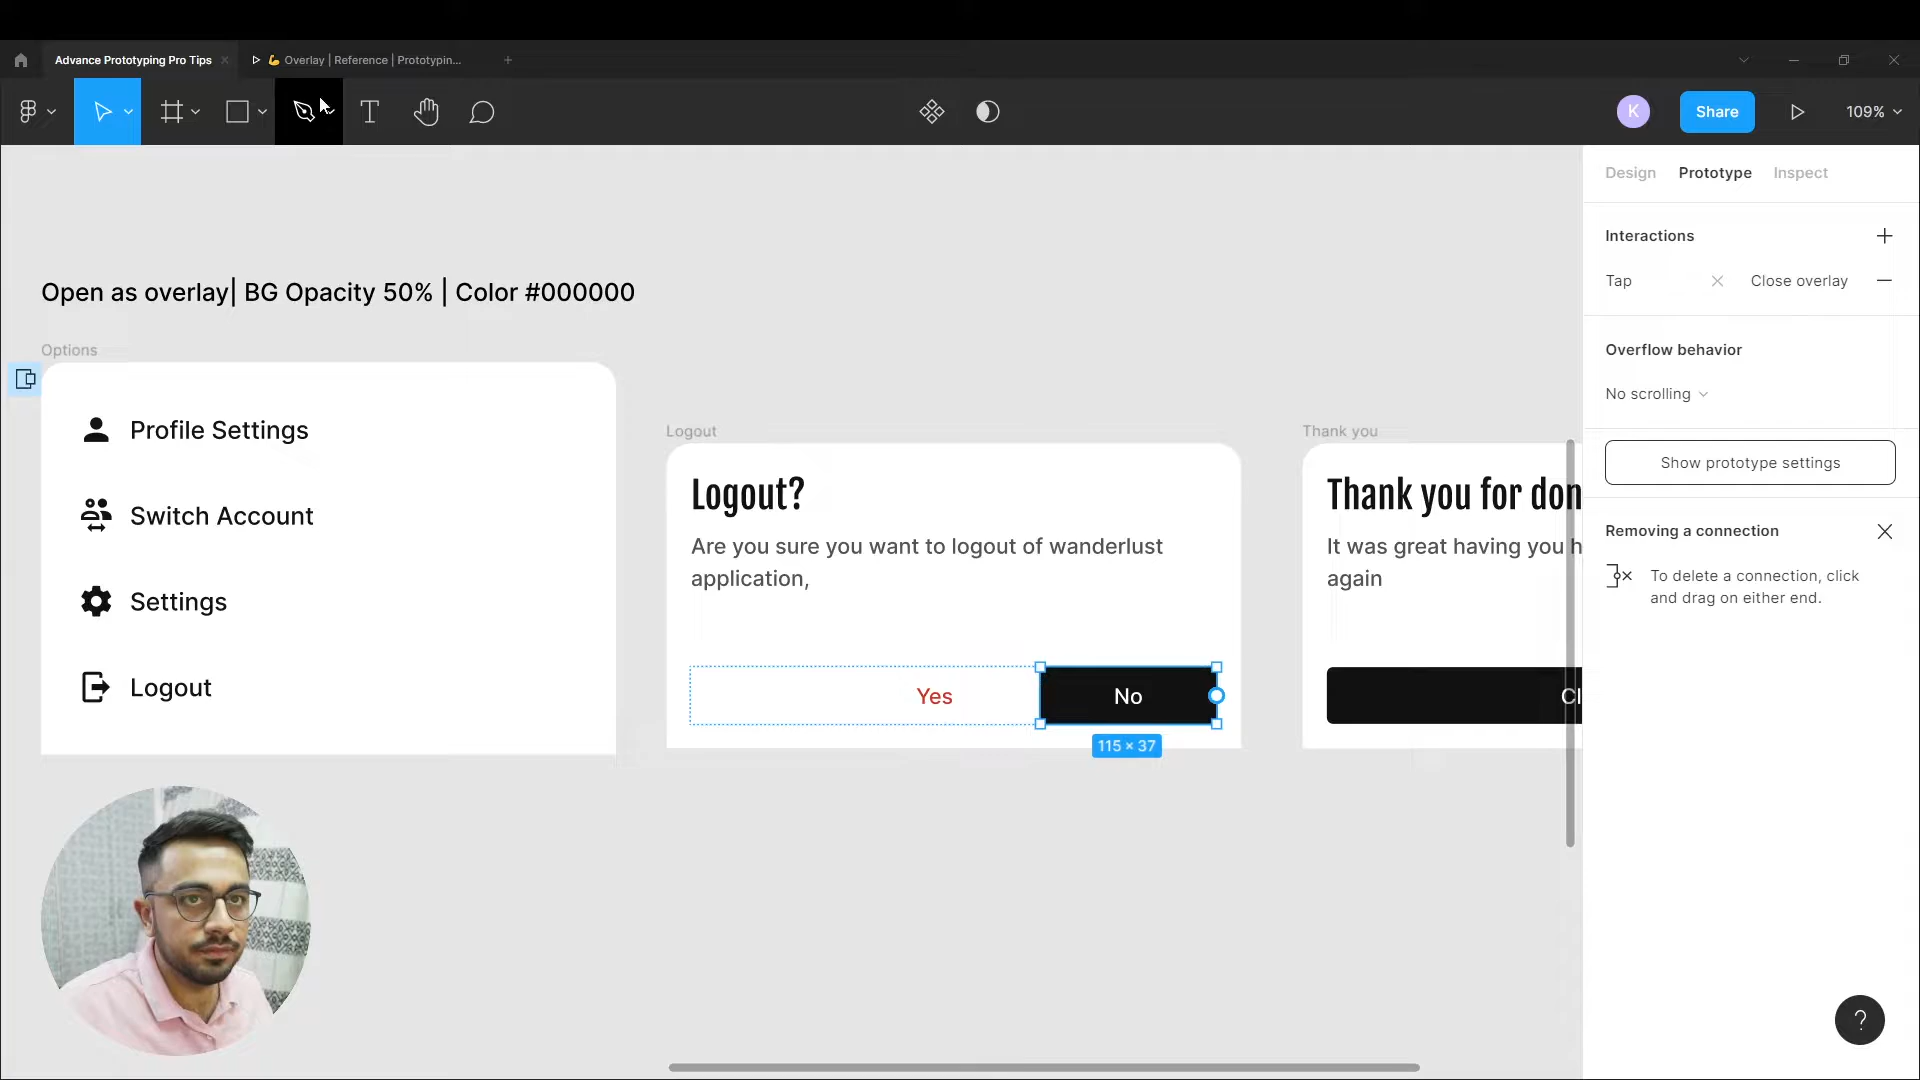 Advance Prototyping Pro Tips
Overlay | Reference | Prototypin...
K
Share
109%
Design
Prototype
Inspect
Interactions
Tap
Close overlay
Overflow behavior
No scrolling
Show prototype settings
Removing a connection
To delete a connection, click
and drag on either end.
Open as overlay| BG Opacity 50% | Color #000000
Options
Profile Settings
Switch Account
Settings
Logout
Logout
Logout?
Are you sure you want to logout of wanderlust
application,
Yes
No
115 × 37
Thank you
Thank you for don
It was great having you h
again
Cl
?